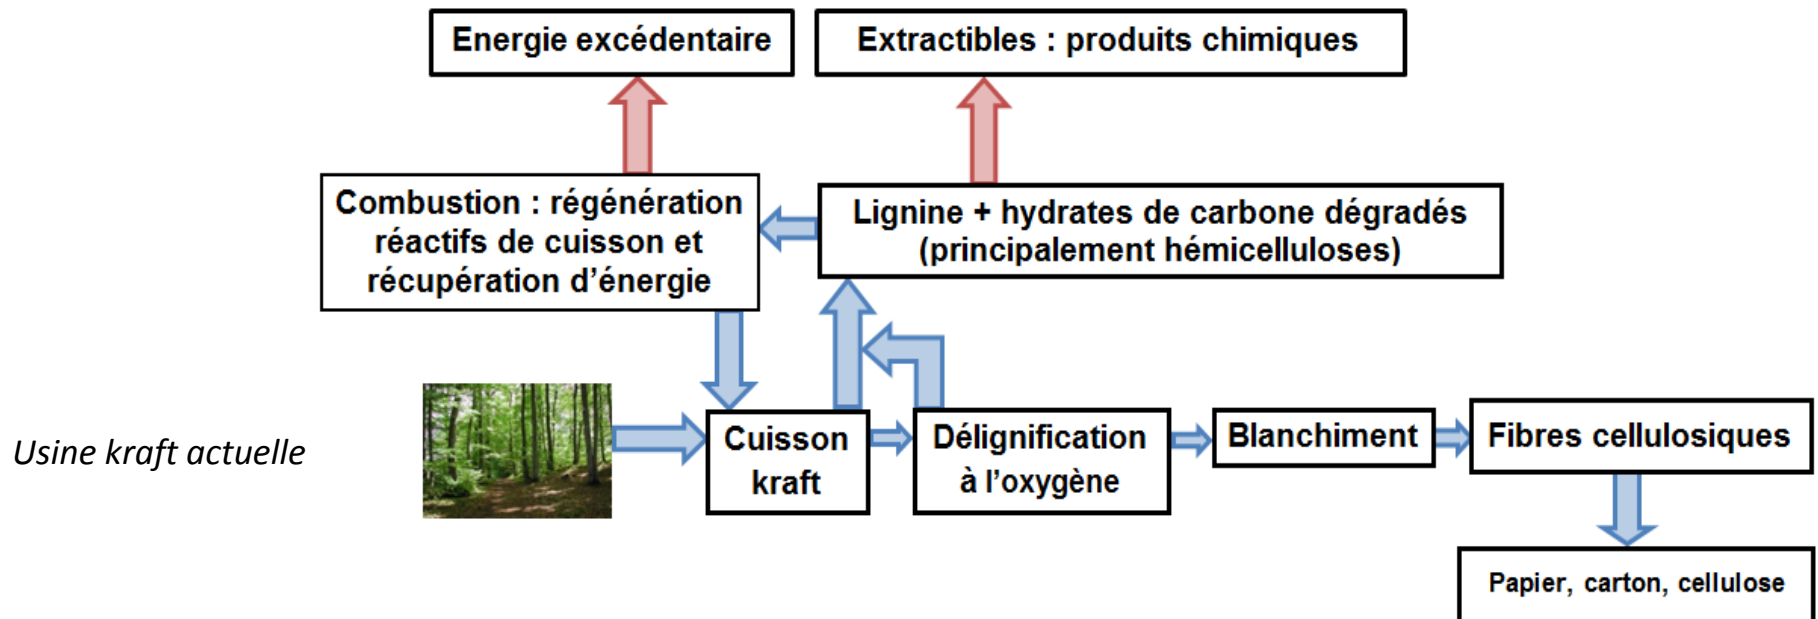 Energie excédentaire
Extractibles : produits chimiques
Combustion : régénération
réactifs de cuisson et
récupération d'énergie
Lignine + hydrates de carbone dégradés
(principalement hémicelluloses)
Usine kraft actuelle
Cuisson
kraft
Délignification
à l'oxygène
Blanchiment
Fibres cellulosiques
Papier, carton, cellulose